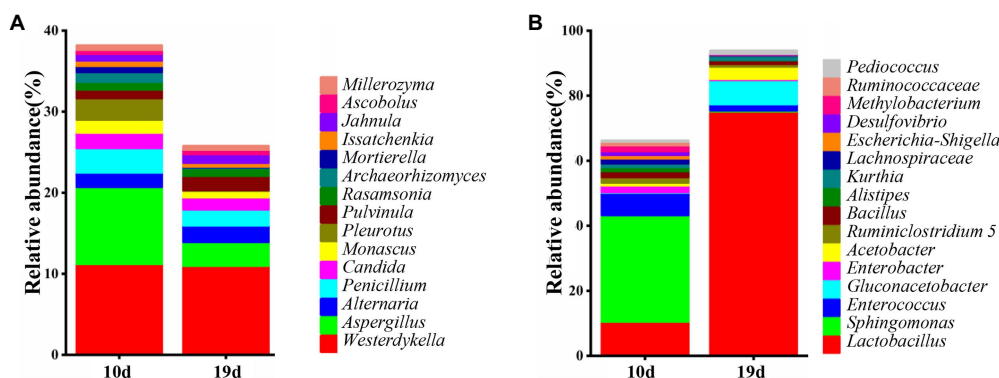 A
Relative abundance(%)
40
30
20
10
0
10d
19d
Millerozyma
Ascobolus
Jahnula
Issatchenkia
Mortierella
Archaeorhizomyces
Rasamsonia
Pulvinula
Pleurotus
Monascus
Candida
Penicillium
Alternaria
Aspergillus
Westerdykella
B
Relative abundance(%)
100
80
0
0
20
0
10d
19d
Pediococcus
Ruminococcaceae
Methylobacterium
Desulfovibrio
Escherichia-Shigella
Lachnospiraceae
Kurthia
Alistipes
Bacillus
Ruminiclostridium 5
Acetobacter
Enterobacter
Gluconacetobacter
Enterococcus
Sphingomonas
Lactobacillus